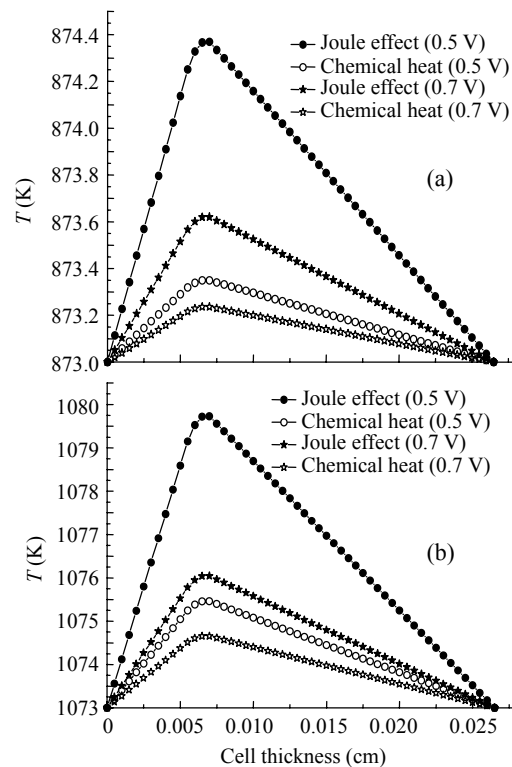 874.4
874.2
874.0
873.8
873.6
873.4
873.2
873.0
T (K)
Joule effect (0.5 V)
Chemical heat (0.5 V)
Joule effect (0.7 V)
Chemical heat (0.7 V)
(a)
1080
1079
1078
1077
1076
1075
1074
1073
T (K)
Joule effect (0.5 V)
Chemical heat (0.5 V)
Joule effect (0.7 V)
Chemical heat (0.7 V)
(b)
0 0.005 0.010 0.015 0.020 0.025
Cell thickness (cm)